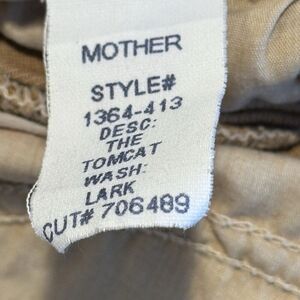 MOTHER
STYLE#
1364-413
DESC:
THE
TOMCAT
WASH:
LARK
CUT# 706489